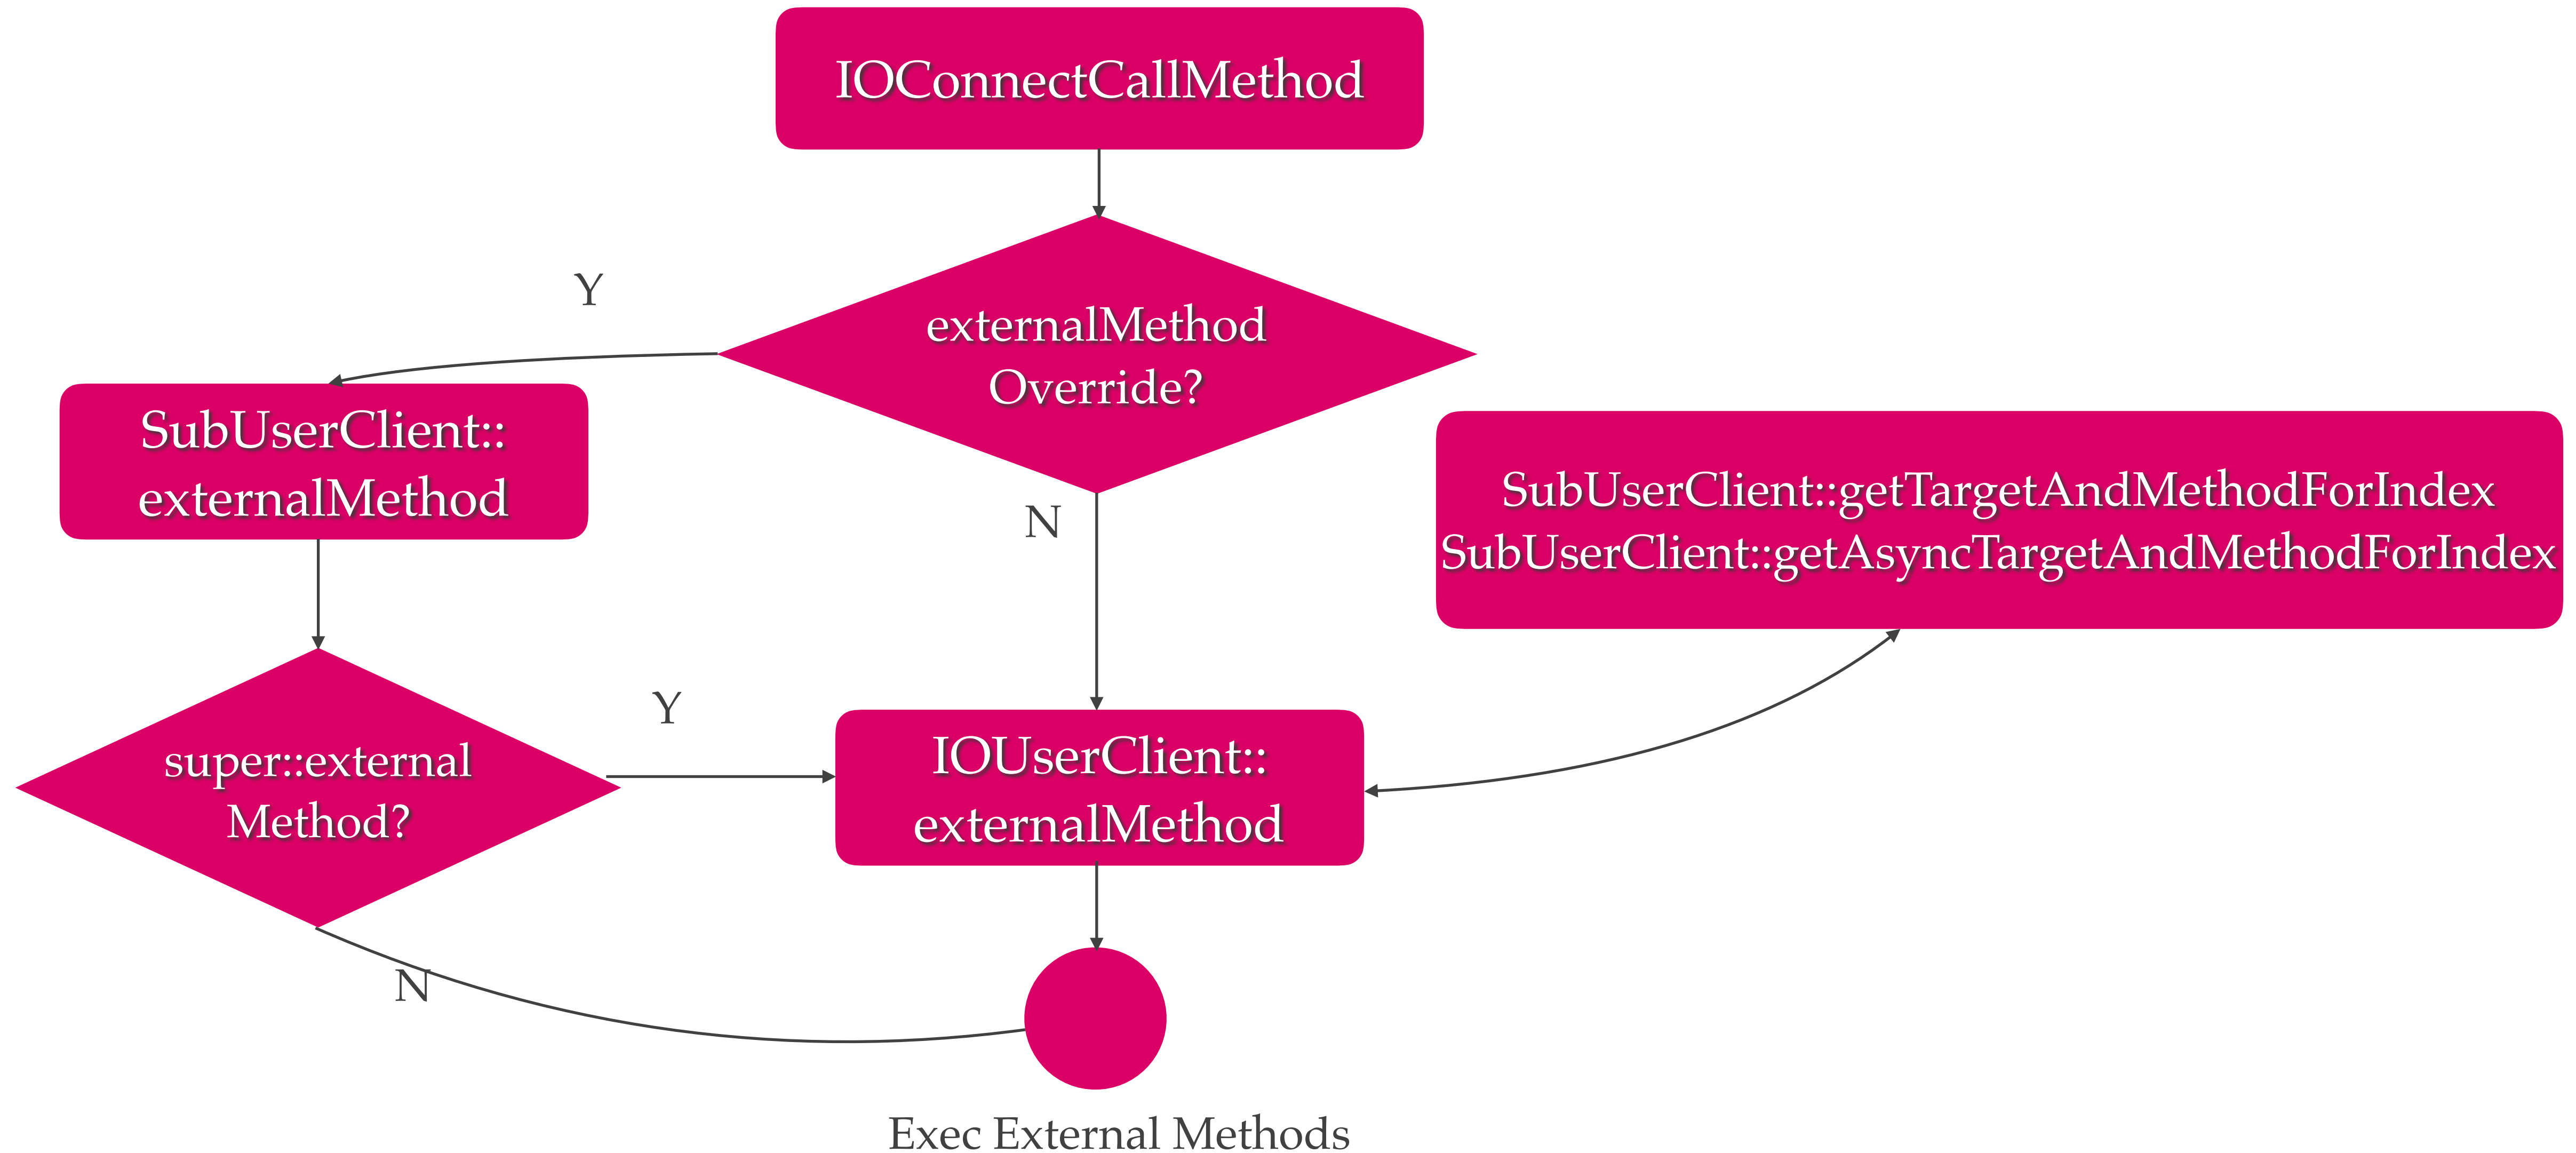 IOConnectCallMethod
Y
externalMethod
Override?
SubUserClient::
externalMethod
N
SubUserClient::getTargetAndMethodForIndex
SubUserClient::getAsyncTargetAndMethodForIndex
super::external
Method?
Y
IOUserClient::
externalMethod
N
Exec External Methods